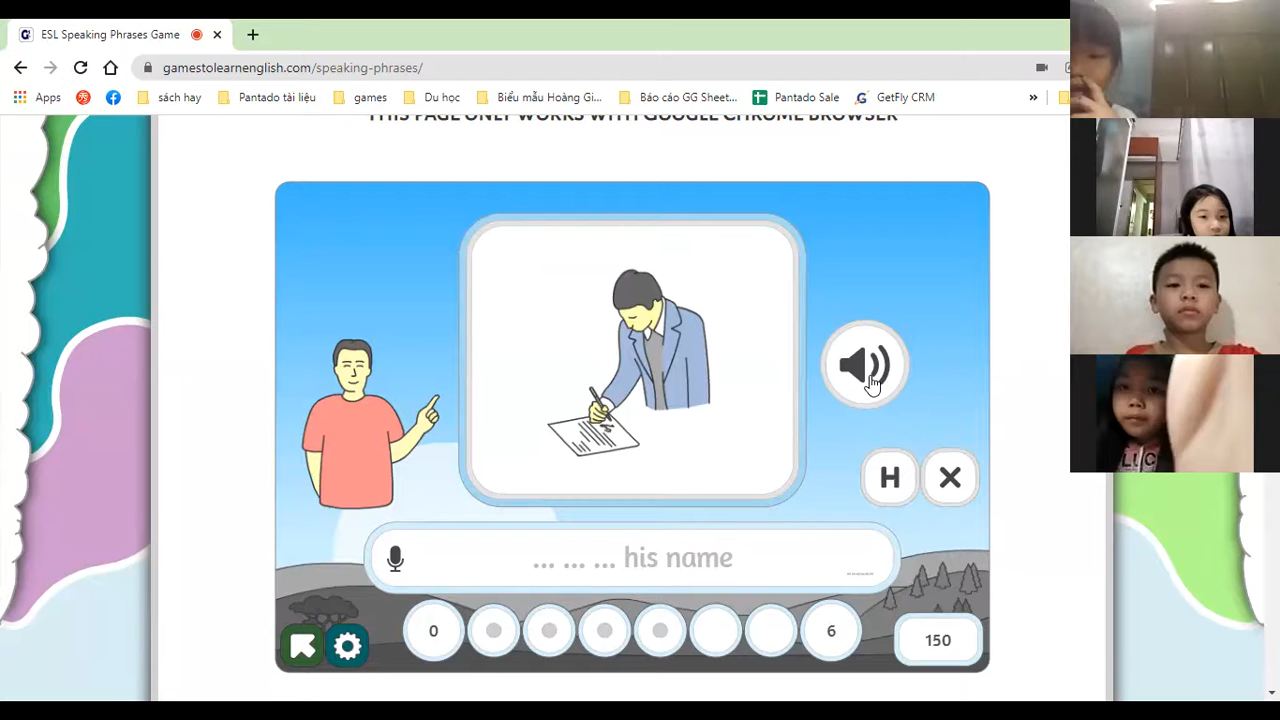 ESL Speaking Phrases Game
gamestolearnenglish.com/speaking-phrases/
Apps sách hay Pantado tài liệu games Du học Biểu mẫu Hoàng Gi... Báo cáo GG Sheet... Pantado Sale GetFly CRM »
THIS PAGE ONLY WORKS WITH GOOGLE CHROME BROWSER
H X
... ... ... his name
0 6 150